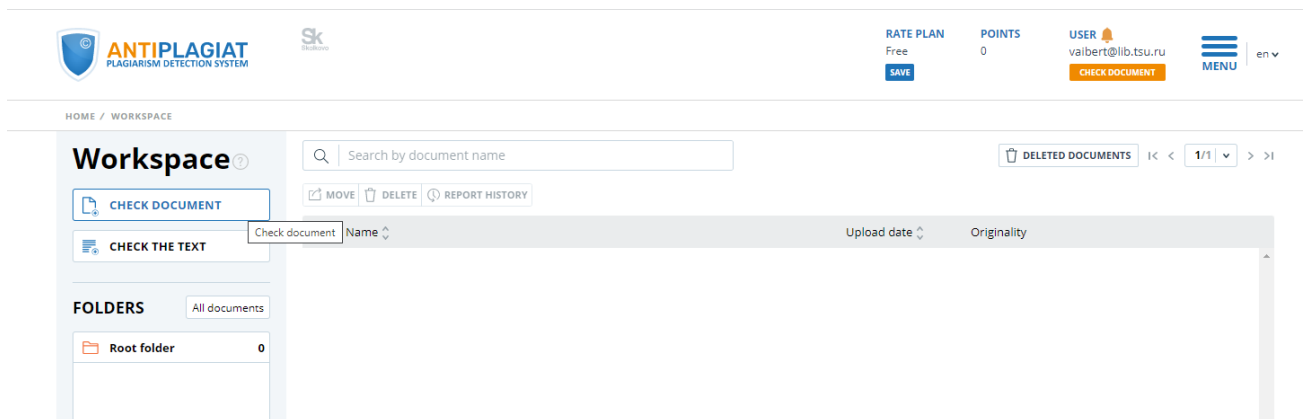 ANTIPLAGIAT
PLAGIARISM DETECTION SYSTEM
Sk
Skolkovo
RATE PLAN
Free
SAVE
POINTS
0
USER
vaibert@lib.tsu.ru
CHECK DOCUMENT
MENU
en
HOME / WORKSPACE
Workspace ?
CHECK DOCUMENT
CHECK THE TEXT
Check document
FOLDERS
All documents
Root folder 0
Search by document name
DELETED DOCUMENTS
1/1
MOVE DELETE REPORT HISTORY
Name Upload date Originality